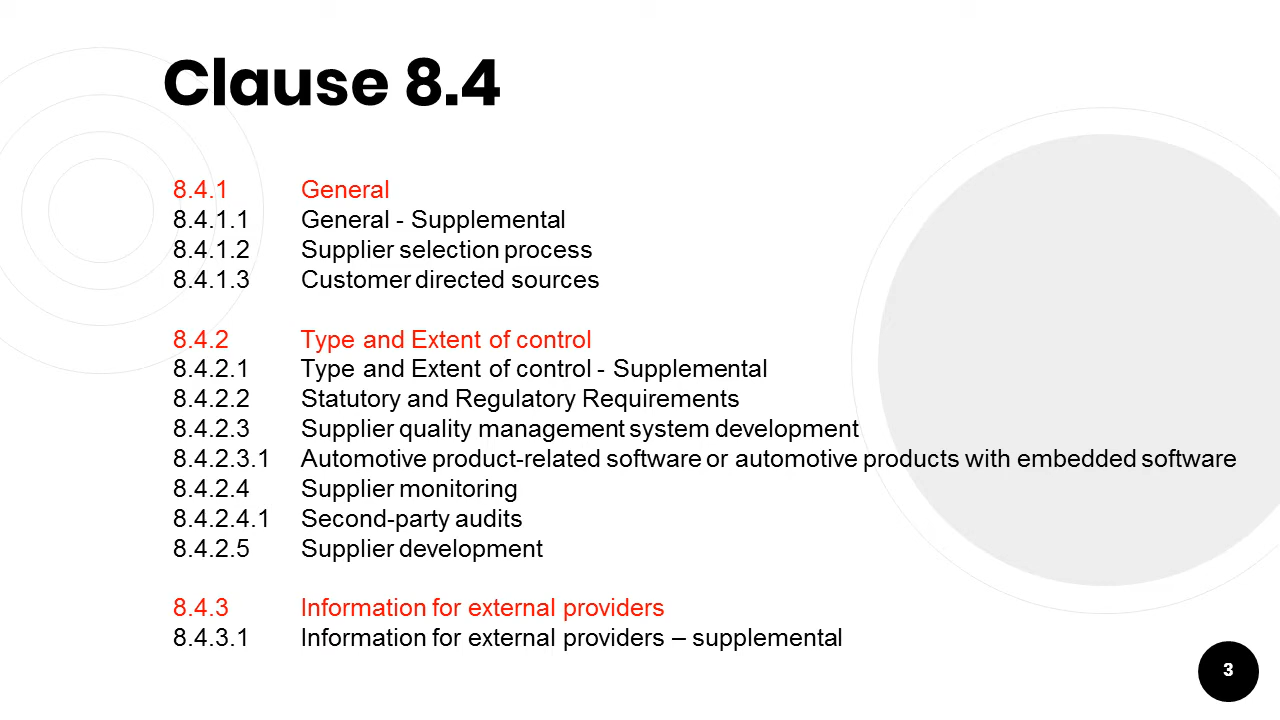 Clause 8.4
8.4.1 General
8.4.1.1 General - Supplemental
8.4.1.2 Supplier selection process
8.4.1.3 Customer directed sources
8.4.2 Type and Extent of control
8.4.2.1 Type and Extent of control - Supplemental
8.4.2.2 Statutory and Regulatory Requirements
8.4.2.3 Supplier quality management system development
8.4.2.3.1 Automotive product-related software or automotive products with embedded software
8.4.2.4 Supplier monitoring
8.4.2.4.1 Second-party audits
8.4.2.5 Supplier development
8.4.3 Information for external providers
8.4.3.1 Information for external providers – supplemental
3